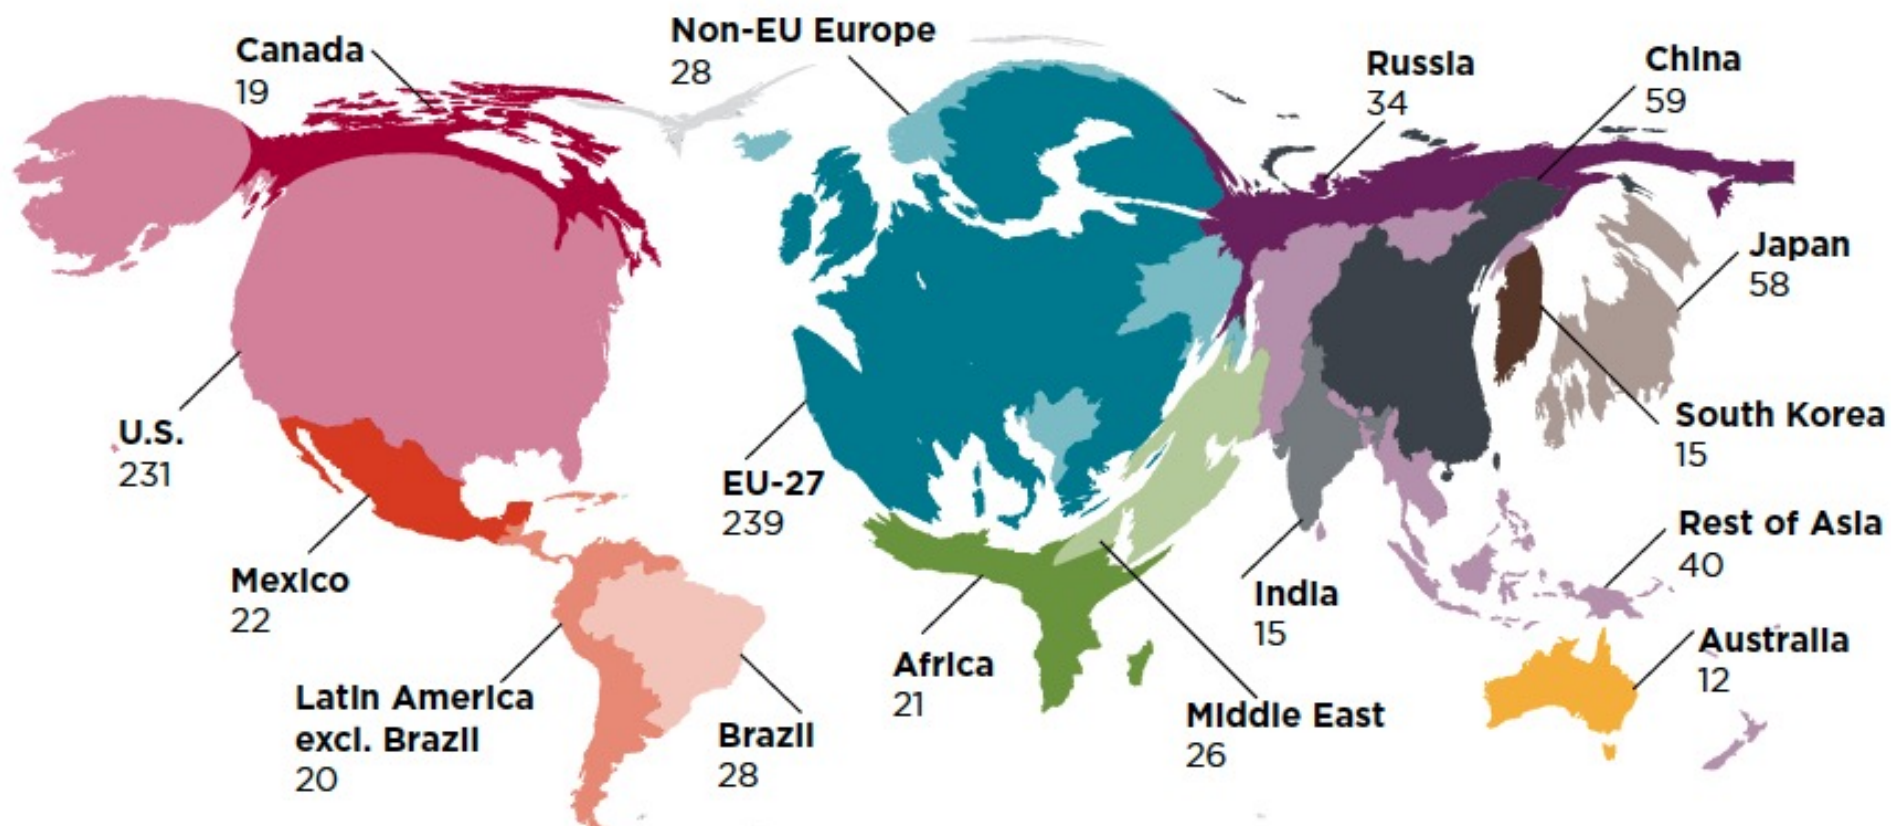 Canada
19
Non-EU Europe
28
Russia
34
China
59
Japan
58
U.S.
231
EU-27
239
South Korea
15
Rest of Asia
40
Mexico
22
India
15
Africa
21
Australia
12
Latin America
excl. Brazil
20
Brazil
28
Middle East
26